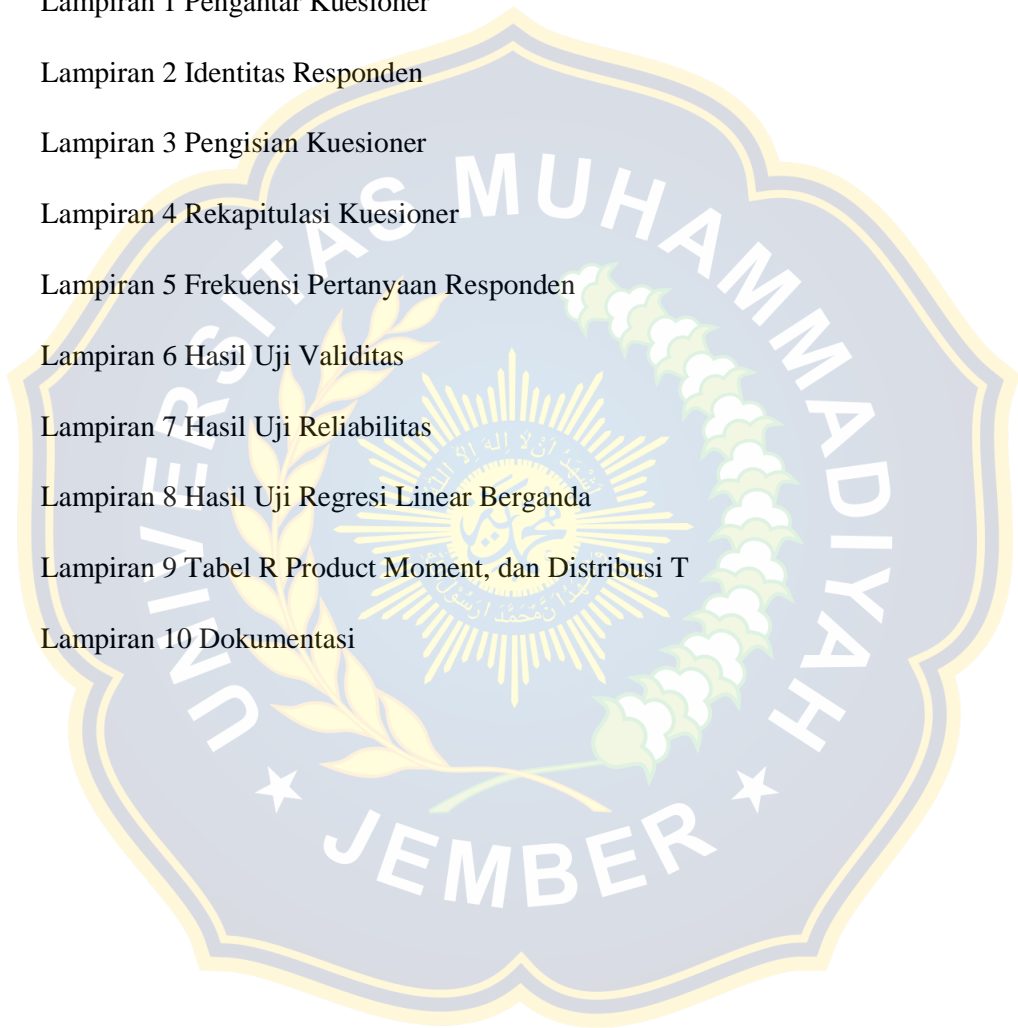 Lampiran 1 Pengantar Kuesioner
Lampiran 2 Identitas Responden
Lampiran 3 Pengisian Kuesioner
Lampiran 4 Rekapitulasi Kuesioner
Lampiran 5 Frekuensi Pertanyaan Responden
Lampiran 6 Hasil Uji Validitas
Lampiran 7 Hasil Uji Reliabilitas
Lampiran 8 Hasil Uji Regresi Linear Berganda
Lampiran 9 Tabel R Product Moment, dan Distribusi T
Lampiran 10 Dokumentasi
UNIVERSITAS MUHAMMADIYAH
JEMBER